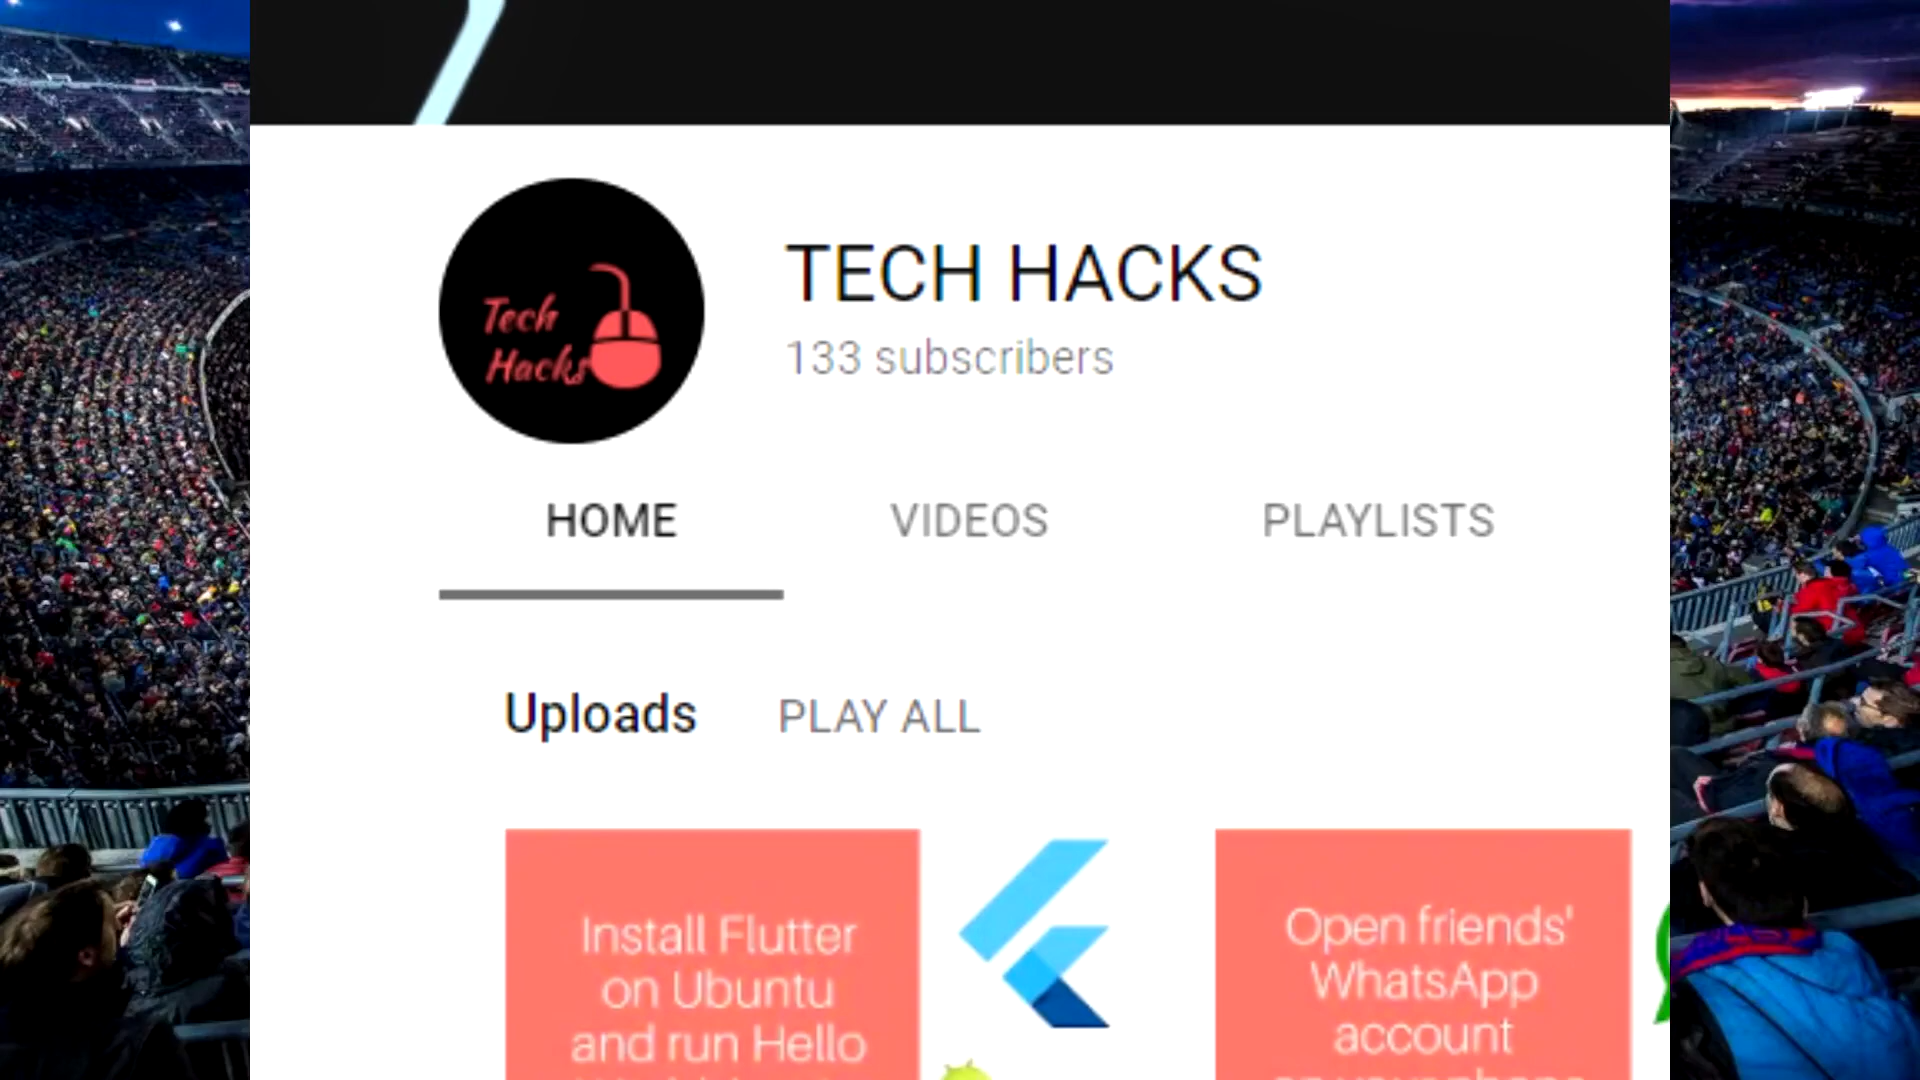 Tech
Hacks
TECH HACKS
133 subscribers
HOME VIDEOS PLAYLISTS
Uploads PLAY ALL
Install Flutter
on Ubuntu
and run Hello
Open friends'
WhatsApp
account